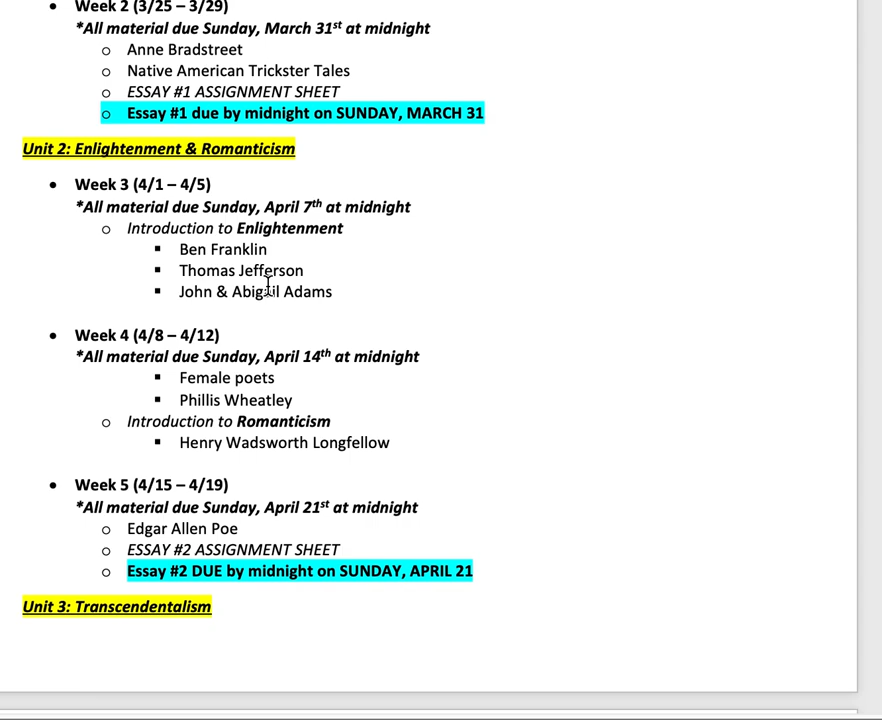 • Week 2 (3/25 – 3/29)
*All material due Sunday, March 31st at midnight
o Anne Bradstreet
o Native American Trickster Tales
o ESSAY #1 ASSIGNMENT SHEET
o Essay #1 due by midnight on SUNDAY, MARCH 31
Unit 2: Enlightenment & Romanticism
• Week 3 (4/1 – 4/5)
*All material due Sunday, April 7th at midnight
o Introduction to Enlightenment
▪ Ben Franklin
▪ Thomas Jefferson
▪ John & Abigail Adams
• Week 4 (4/8 – 4/12)
*All material due Sunday, April 14th at midnight
▪ Female poets
▪ Phillis Wheatley
o Introduction to Romanticism
▪ Henry Wadsworth Longfellow
• Week 5 (4/15 – 4/19)
*All material due Sunday, April 21st at midnight
o Edgar Allen Poe
o ESSAY #2 ASSIGNMENT SHEET
o Essay #2 DUE by midnight on SUNDAY, APRIL 21
Unit 3: Transcendentalism